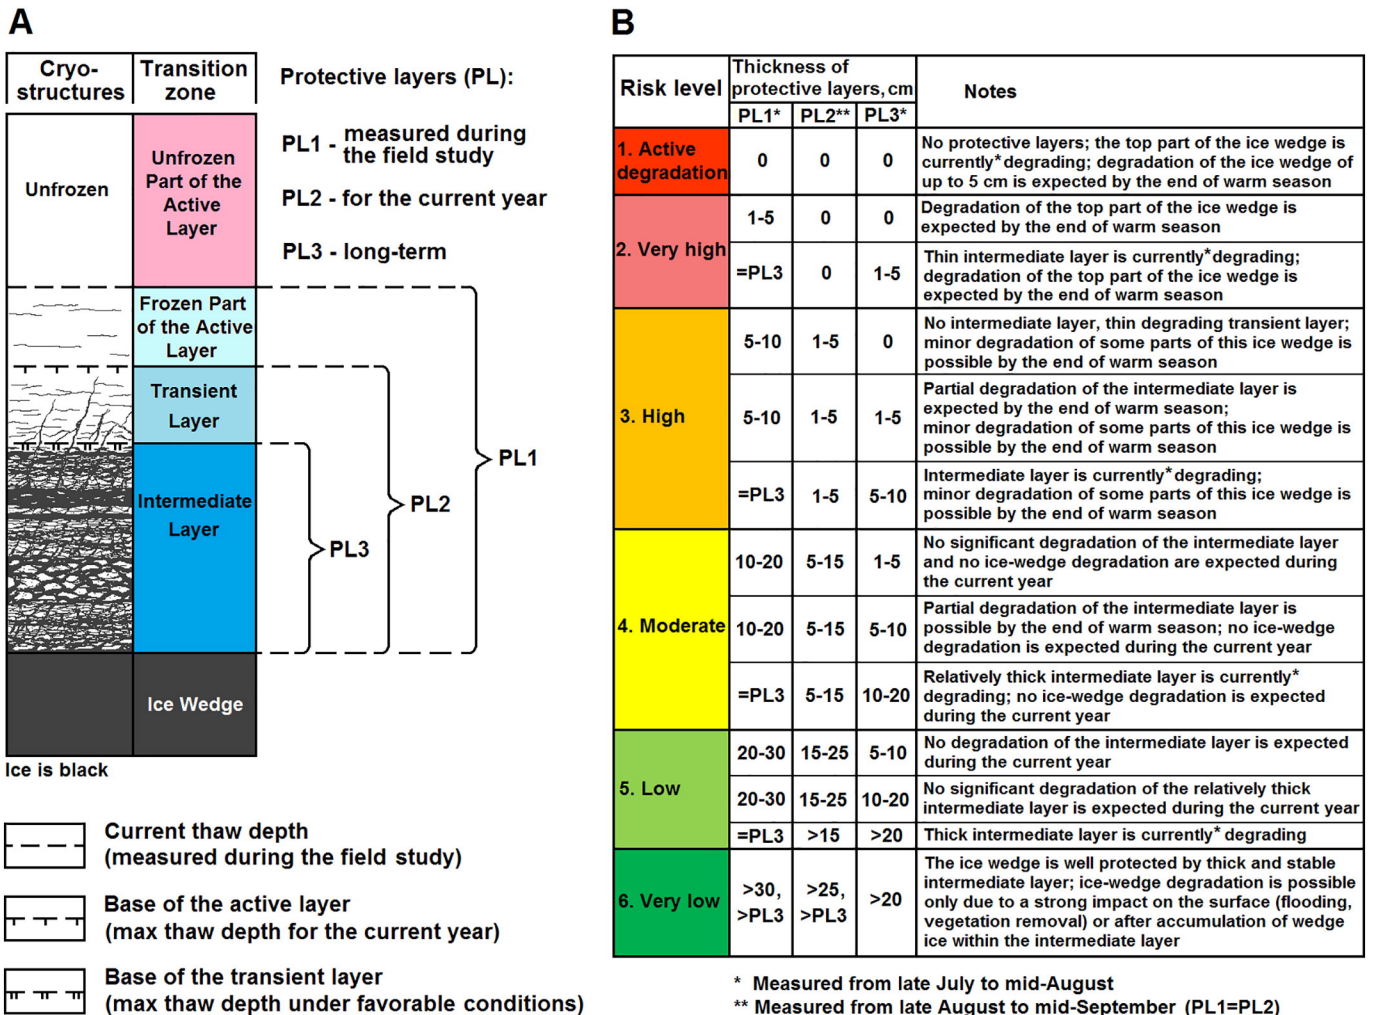 A
Cryo-
structures
Transition
zone
Protective layers (PL):
Unfrozen
Unfrozen
Part of the
Active
Layer
PL1 - measured during
the field study
PL2 - for the current year
PL3 - long-term
Frozen Part
of the Active
Layer
Transient
Layer
Intermediate
Layer
PL1
PL2
PL3
Ice Wedge
Ice is black
Current thaw depth
(measured during the field study)
Base of the active layer
(max thaw depth for the current year)
Base of the transient layer
(max thaw depth under favorable conditions)
B
Risk level
Thickness of
protective layers, cm
Notes
PL1* PL2** PL3*
1. Active
degradation
0 0 0
No protective layers; the top part of the ice wedge is
currently* degrading; degradation of the ice wedge of
up to 5 cm is expected by the end of warm season
2. Very high
1-5 0 0
Degradation of the top part of the ice wedge is
expected by the end of warm season
=PL3 0 1-5
Thin intermediate layer is currently* degrading;
degradation of the top part of the ice wedge is
expected by the end of warm season
3. High
5-10 1-5 0
No intermediate layer, thin degrading transient layer;
minor degradation of some parts of this ice wedge is
possible by the end of warm season
5-10 1-5 1-5
Partial degradation of the intermediate layer is
expected by the end of warm season;
minor degradation of some parts of this ice wedge is
possible by the end of warm season
=PL3 1-5 5-10
Intermediate layer is currently* degrading;
minor degradation of some parts of this ice wedge is
possible by the end of warm season
4. Moderate
10-20 5-15 1-5
No significant degradation of the intermediate layer
and no ice-wedge degradation are expected during
the current year
10-20 5-15 5-10
Partial degradation of the intermediate layer is
possible by the end of warm season; no ice-wedge
degradation is expected during the current year
=PL3 5-15 10-20
Relatively thick intermediate layer is currently*
degrading; no ice-wedge degradation is expected
during the current year
5. Low
20-30 15-25 5-10
No degradation of the intermediate layer is expected
during the current year
20-30 15-25 10-20
No significant degradation of the relatively thick
intermediate layer is expected during the current year
=PL3 >15 >20
Thick intermediate layer is currently* degrading
6. Very low
>30,
>PL3
>25,
>PL3
>20
The ice wedge is well protected by thick and stable
intermediate layer; ice-wedge degradation is possible
only due to a strong impact on the surface (flooding,
vegetation removal) or after accumulation of wedge
ice within the intermediate layer
* Measured from late July to mid-August
** Measured from late August to mid-September (PL1=PL2)